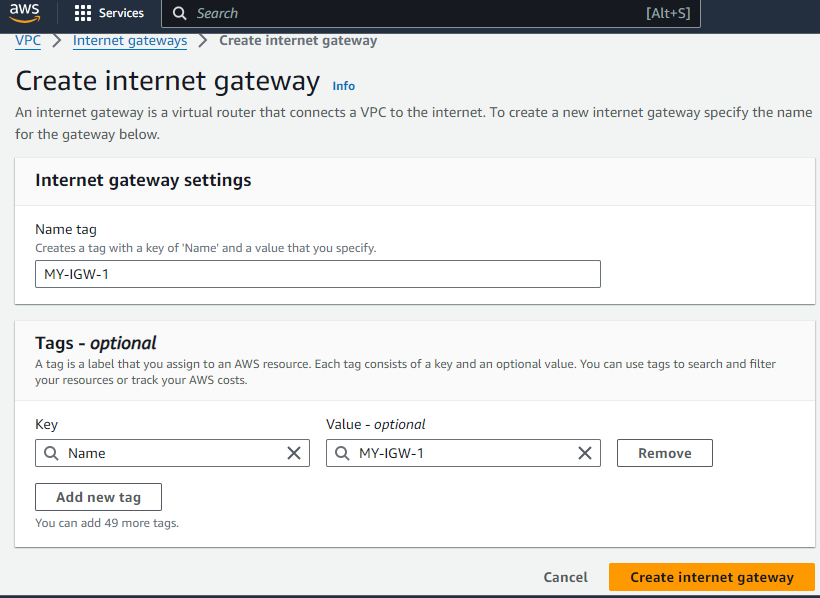 aws Services Search [Alt+S]
VPC Internet gateways Create internet gateway
Create internet gateway Info
An internet gateway is a virtual router that connects a VPC to the internet. To create a new internet gateway specify the name
for the gateway below.
Internet gateway settings
Name tag
Creates a tag with a key of 'Name' and a value that you specify.
MY-IGW-1
Tags - optional
A tag is a label that you assign to an AWS resource. Each tag consists of a key and an optional value. You can use tags to search and filter
your resources or track your AWS costs.
Key Value - optional
Name MY-IGW-1 Remove
Add new tag
You can add 49 more tags.
Cancel Create internet gateway